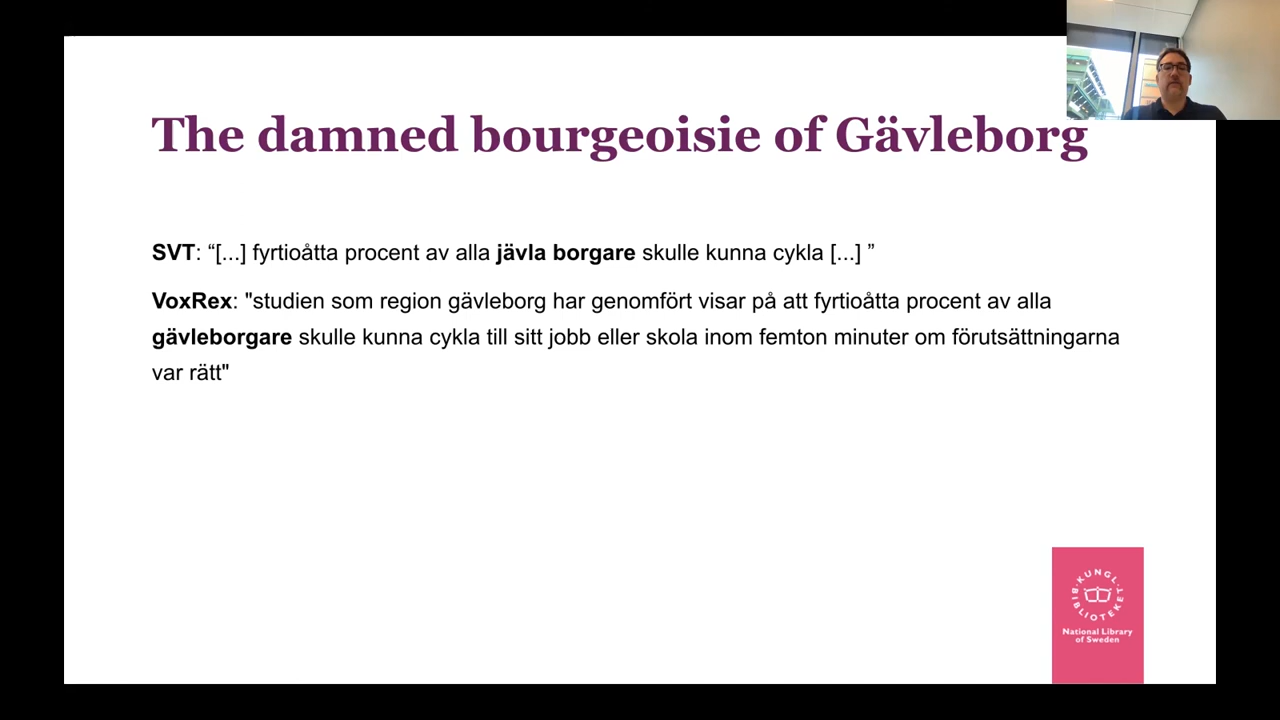 The damned bourgeoisie of Gävleborg
SVT: “[...] fyrtioåtta procent av alla jävla borgare skulle kunna cykla [...] ”
VoxRex: "studien som region gävleborg har genomfört visar på att fyrtioåtta procent av alla
gävleborgare skulle kunna cykla till sitt jobb eller skola inom femton minuter om förutsättningarna
var rätt"
KUNGL
BIBLIOTEKET
National Library
of Sweden